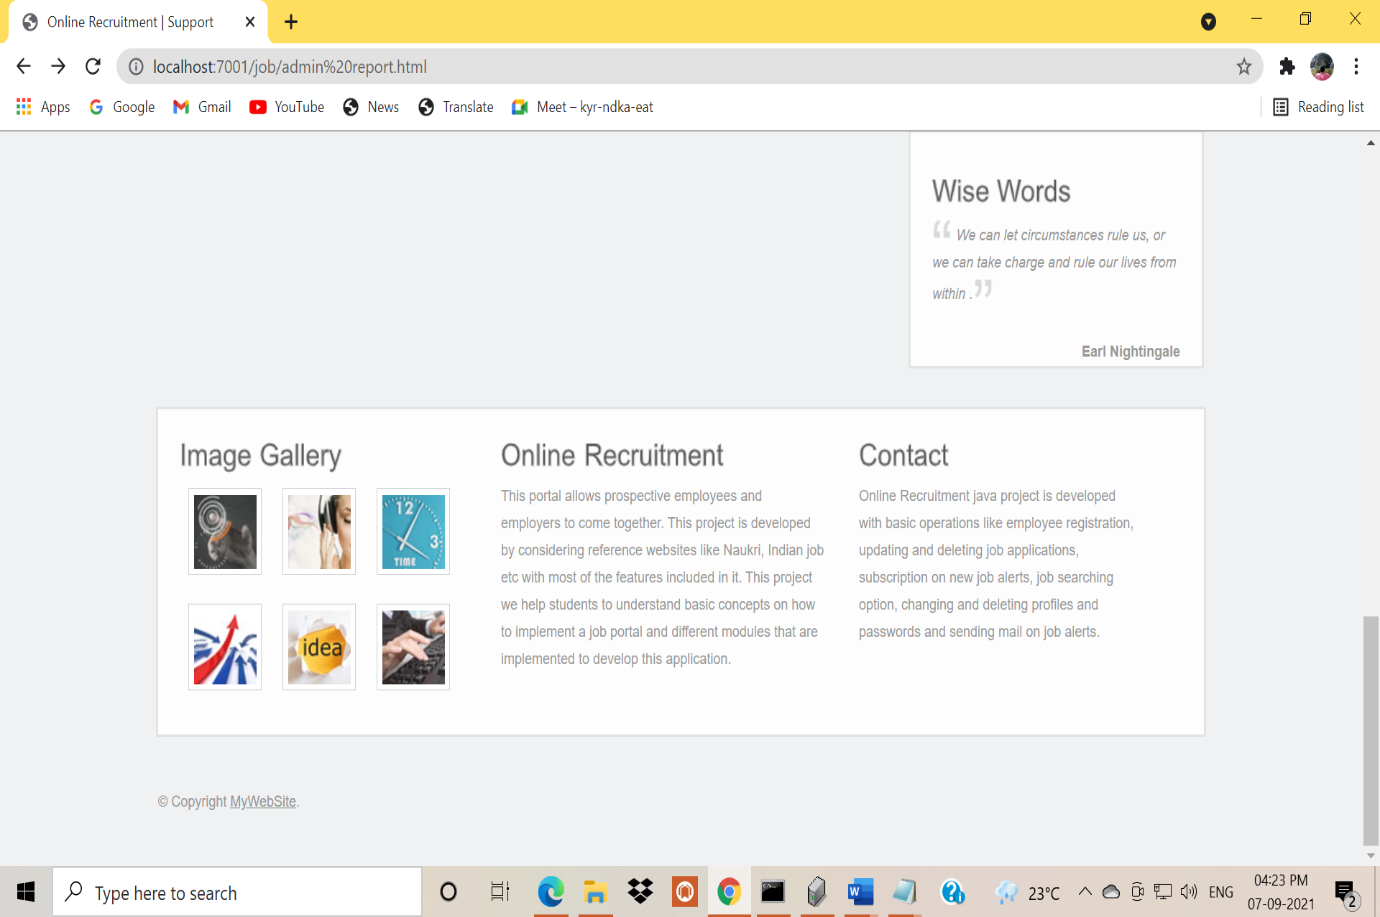 Online Recruitment | Support
localhost:7001/job/admin%20report.html
Apps Google Gmail YouTube News Translate Meet – kyr-ndka-eat Reading list
Wise Words
“ We can let circumstances rule us, or
we can take charge and rule our lives from
within .”
Earl Nightingale
Image Gallery
12
3
TIME
idea
Online Recruitment
This portal allows prospective employees and
employers to come together. This project is developed
by considering reference websites like Naukri, Indian job
etc with most of the features included in it. This project
we help students to understand basic concepts on how
to implement a job portal and different modules that are
implemented to develop this application.
Contact
Online Recruitment java project is developed
with basic operations like employee registration,
updating and deleting job applications,
subscription on new job alerts, job searching
option, changing and deleting profiles and
passwords and sending mail on job alerts.
© Copyright MyWebSite.
Type here to search
23°C
ENG
04:23 PM
07-09-2021
2